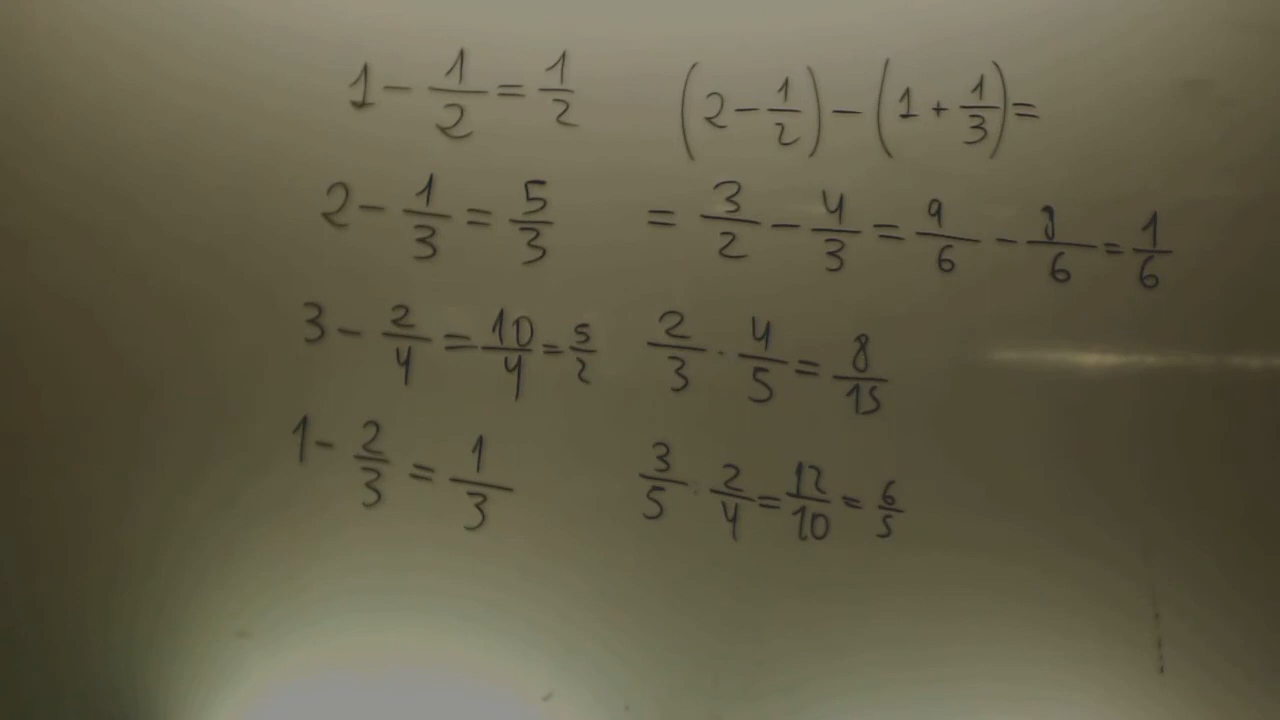 1 - 1/2 = 1/2
2 - 1/3 = 5/3
3 - 2/4 = 10/4 = 5/2
1 - 2/3 = 1/3
(2 - 1/2) - (1 + 1/3) =
= 3/2 - 4/3 = 9/6 - 8/6 = 1/6
2/3 · 4/5 = 8/15
3/5 · 2/4 = 12/10 = 6/5